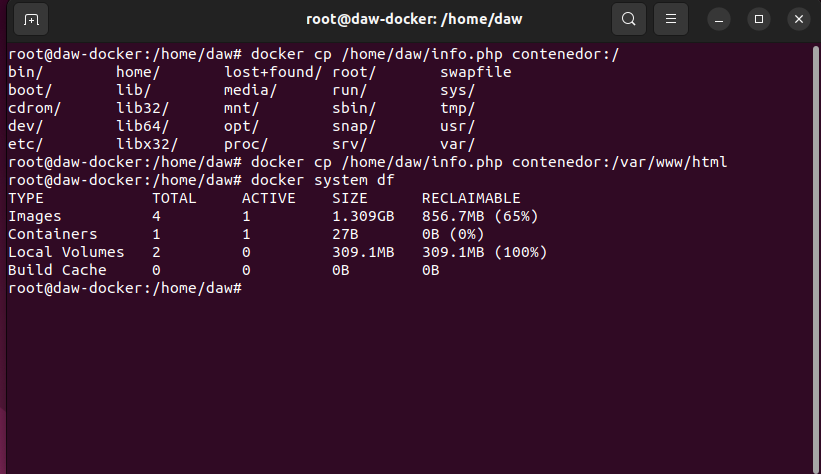 root@daw-docker: /home/daw
root@daw-docker:/home/daw# docker cp /home/daw/info.php contenedor:/
bin/        home/       lost+found/ root/       swapfile
boot/       lib/        media/      run/        sys/
cdrom/      lib32/      mnt/        sbin/       tmp/
dev/        lib64/      opt/        snap/       usr/
etc/        libx32/     proc/       srv/        var/
root@daw-docker:/home/daw# docker cp /home/daw/info.php contenedor:/var/www/html
root@daw-docker:/home/daw# docker system df
TYPE            TOTAL     ACTIVE    SIZE      RECLAIMABLE
Images          4         1         1.309GB   856.7MB (65%)
Containers      1         1         27B       0B (0%)
Local Volumes   2         0         309.1MB   309.1MB (100%)
Build Cache     0         0         0B        0B
root@daw-docker:/home/daw#